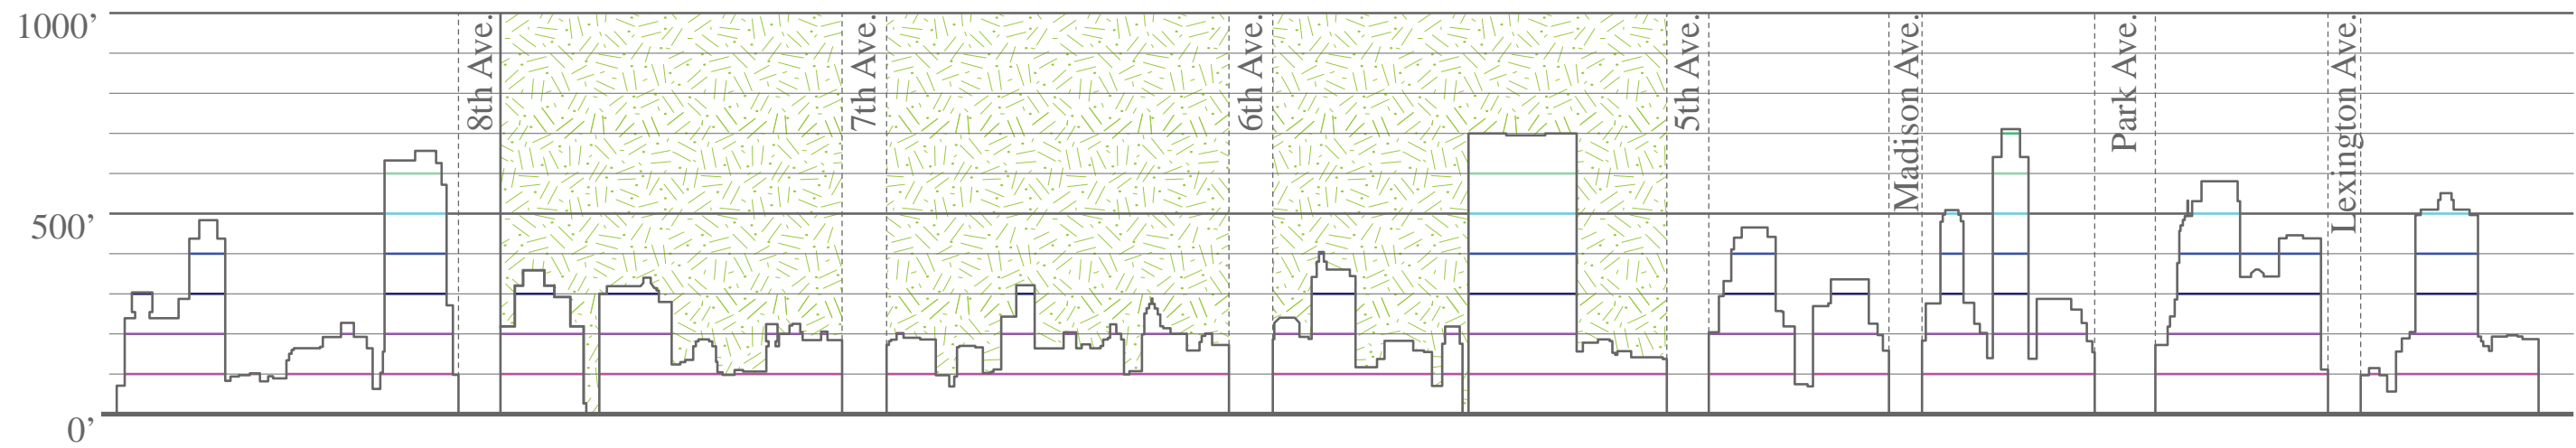 1000’
500’
0’
8th Ave.
7th Ave.
6th Ave.
5th Ave.
Madison Ave.
Park Ave.
Lexington Ave.